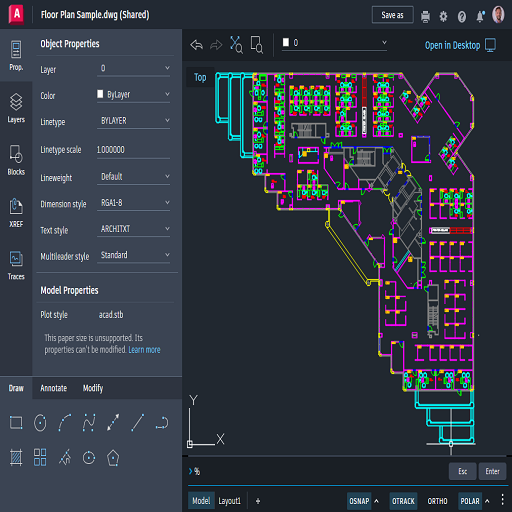 A
Floor Plan Sample.dwg (Shared)
Save as
Prop.
Layers
Blocks
XREF
Traces
Object Properties
Layer 0
Color ByLayer
Linetype BYLAYER
Linetype scale 1.000000
Lineweight Default
Dimension style RGA1-8
Text style ARCHITXT
Multileader style Standard
Model Properties
Plot style acad.stb
This paper size is unsupported. Its
properties can't be modified. Learn more
Draw Annotate Modify
0
Open in Desktop
Top
Y
X
%
Esc Enter
Model Layout1 +
OSNAP OTRACK ORTHO POLAR